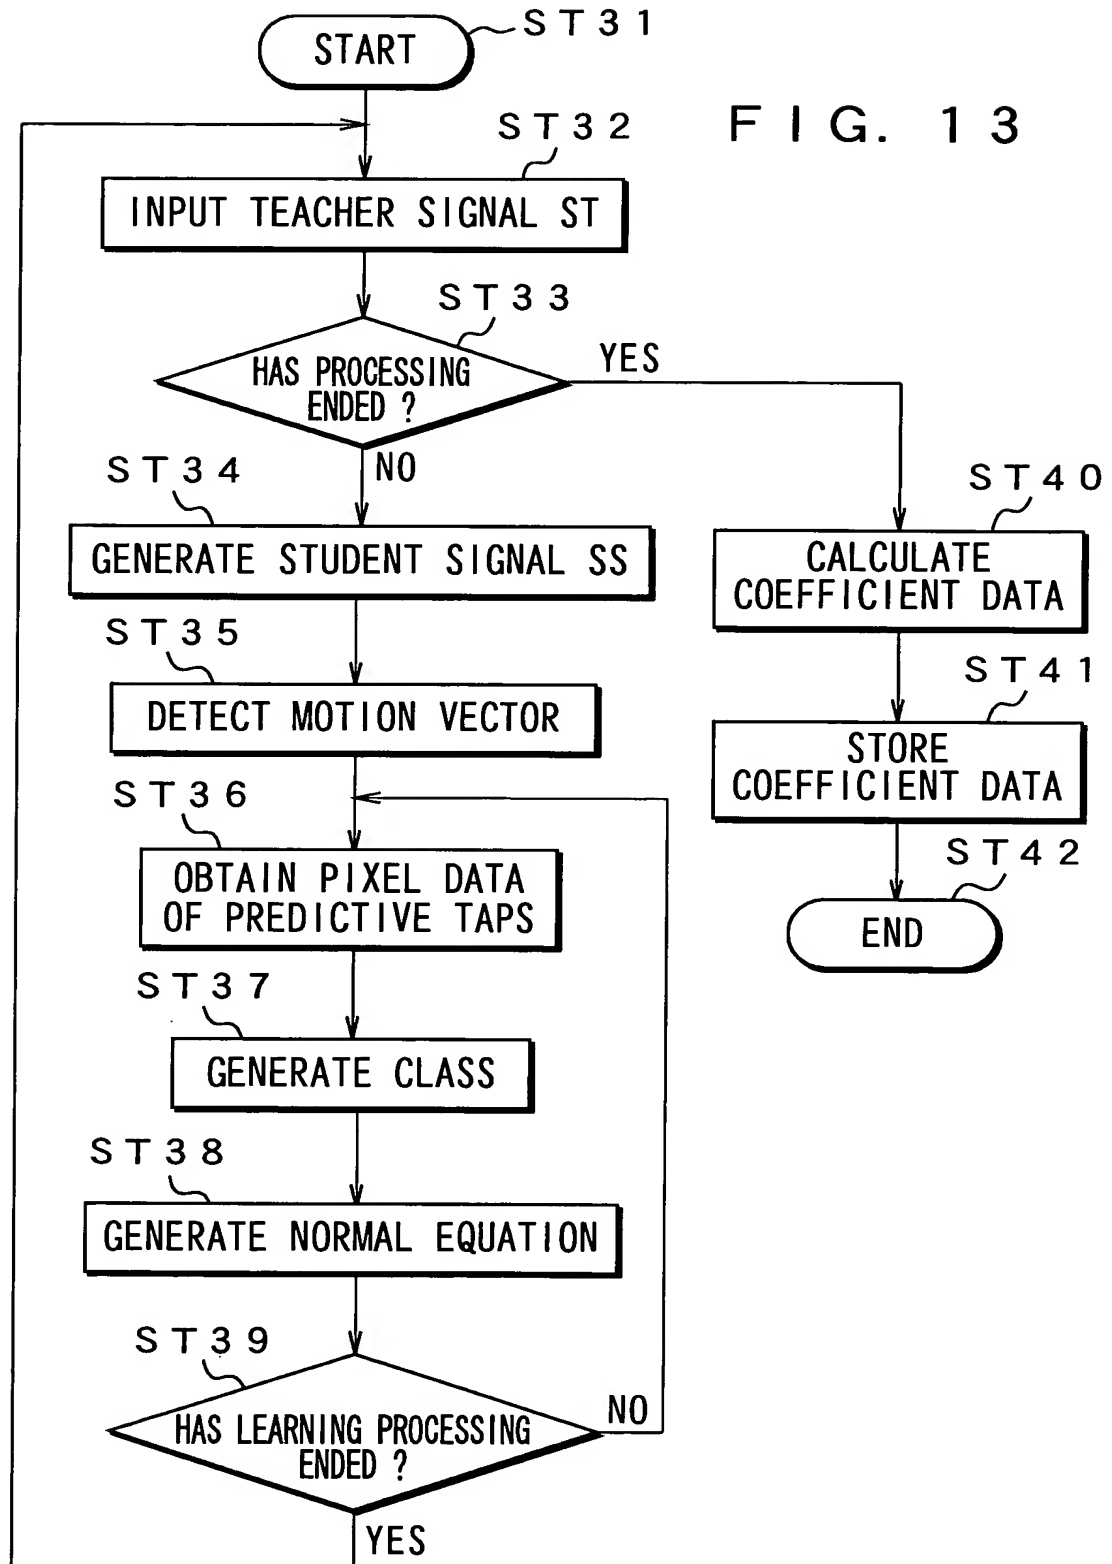 START
ST31
FIG. 13
ST32
INPUT TEACHER SIGNAL ST
ST33
HAS PROCESSING
ENDED ?
YES
NO
ST34
GENERATE STUDENT SIGNAL SS
ST35
DETECT MOTION VECTOR
ST36
OBTAIN PIXEL DATA
OF PREDICTIVE TAPS
ST37
GENERATE CLASS
ST38
GENERATE NORMAL EQUATION
ST39
HAS LEARNING PROCESSING
ENDED ?
NO
YES
ST40
CALCULATE
COEFFICIENT DATA
ST41
STORE
COEFFICIENT DATA
ST42
END